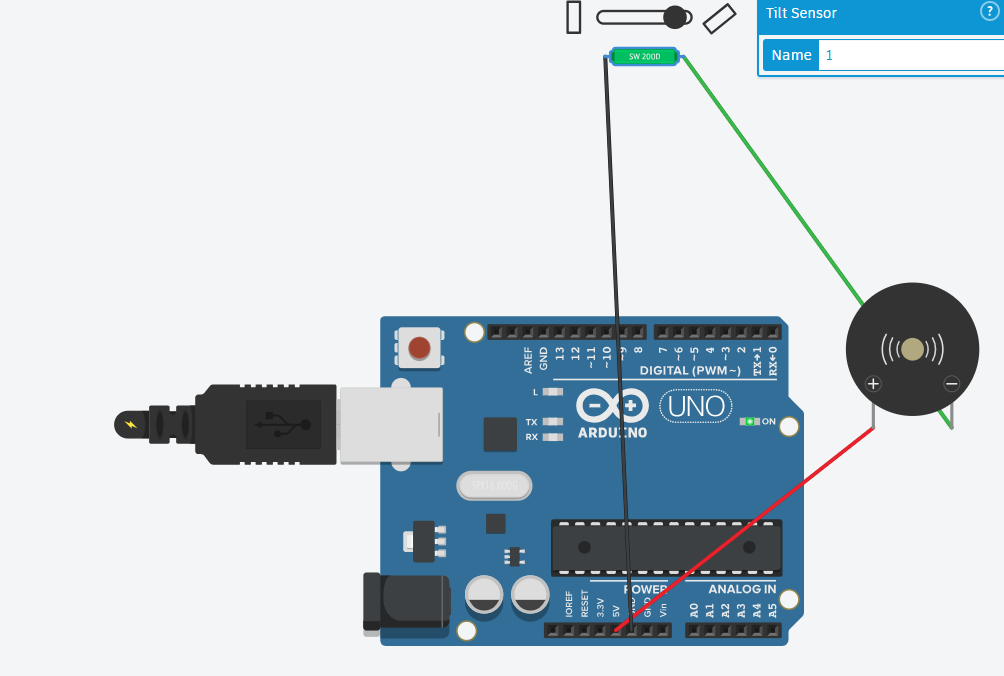 Tilt Sensor
?
Name 1
SW 200D
AREF
GND
13
12
~11
~10
~9
8
7
~6
~5
4
~3
2
TX→1
RX←0
DIGITAL (PWM~)
L
TX
RX
UNO
ON
ARDUINO
POWER
ANALOG IN
IOREF
RESET
3.3V
5V
GND
GND
Vin
A0
A1
A2
A3
A4
A5